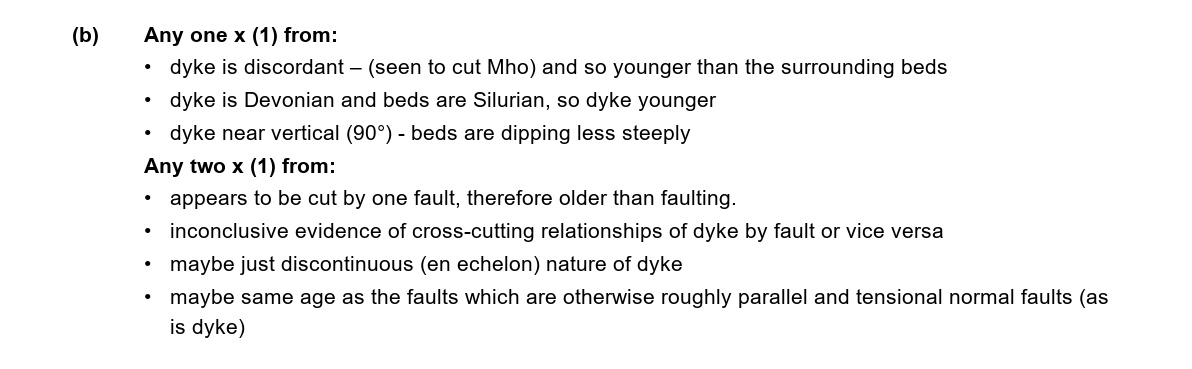 (b) Any one x (1) from:
• dyke is discordant – (seen to cut Mho) and so younger than the surrounding beds
• dyke is Devonian and beds are Silurian, so dyke younger
• dyke near vertical (90°) - beds are dipping less steeply
Any two x (1) from:
• appears to be cut by one fault, therefore older than faulting.
• inconclusive evidence of cross-cutting relationships of dyke by fault or vice versa
• maybe just discontinuous (en echelon) nature of dyke
• maybe same age as the faults which are otherwise roughly parallel and tensional normal faults (as
is dyke)